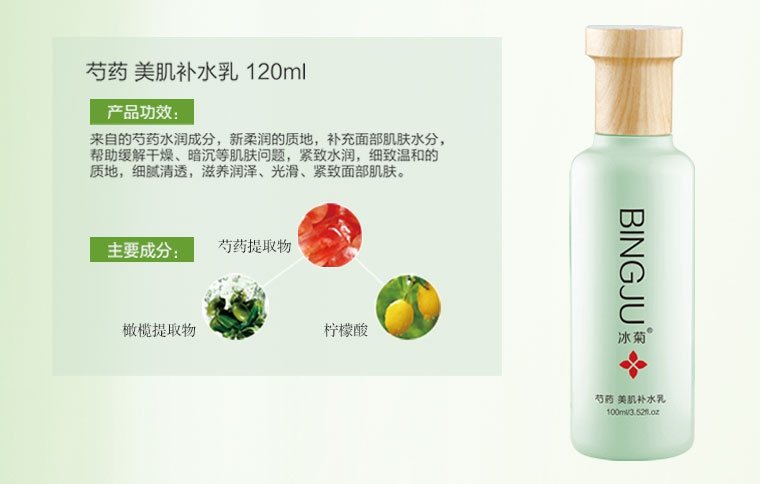 芍药 美肌补水乳 120ml
产品功效：
来自的芍药水润成分，新柔润的质地，补充面部肌肤水分，
帮助缓解干燥、暗沉等肌肤问题，紧致水润，细致温和的
质地，细腻清透，滋养润泽、光滑、紧致面部肌肤。
主要成分：
芍药提取物
橄榄提取物
柠檬酸
BINGJU
冰菊®
芍药 美肌补水乳
100ml/3.52fl.oz